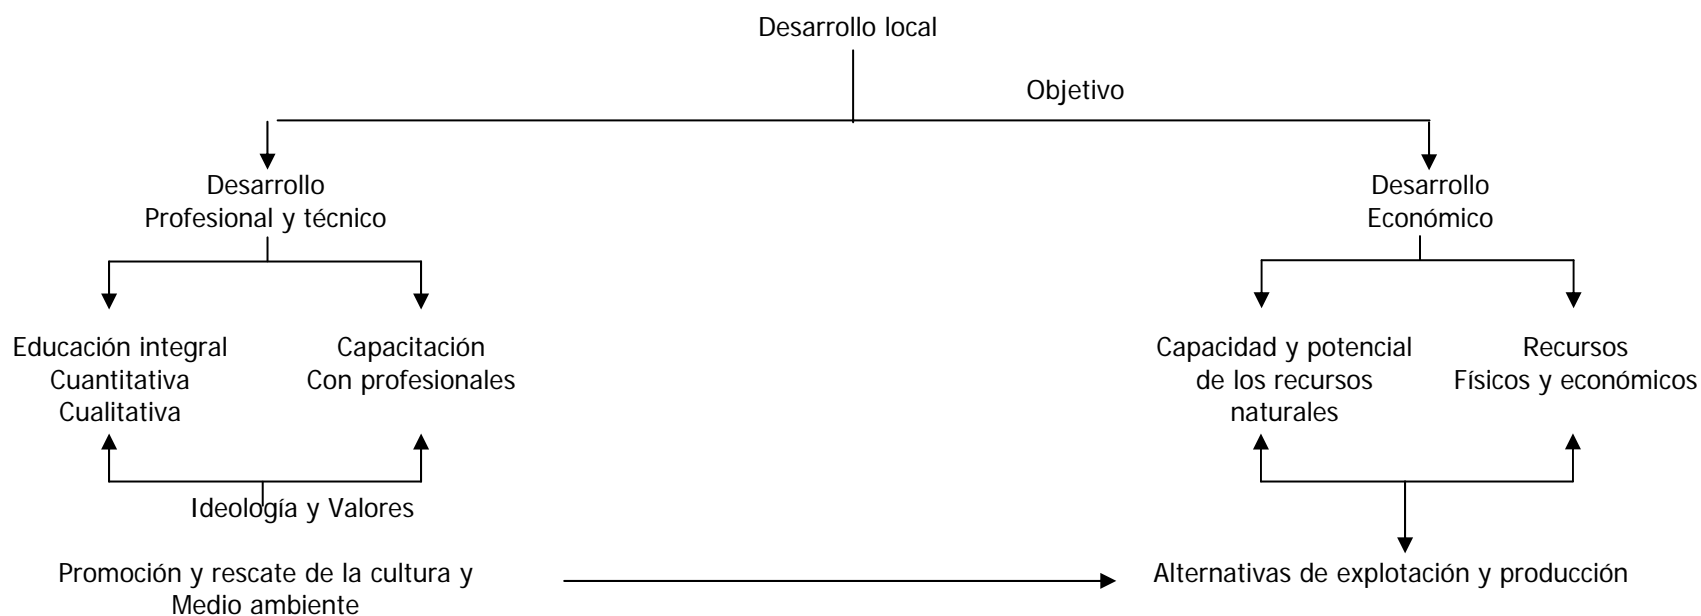 Desarrollo local
Objetivo
Desarrollo
Profesional y técnico
Desarrollo
Económico
Educación integral
Cuantitativa
Cualitativa
Capacitación
Con profesionales
Capacidad y potencial
de los recursos
naturales
Recursos
Físicos y económicos
Ideología y Valores
Promoción y rescate de la cultura y
Medio ambiente
Alternativas de explotación y producción